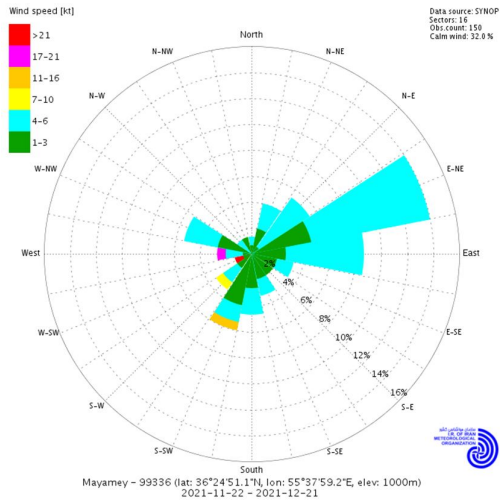 Wind speed [kt]
>21
17-21
11-16
7-10
4-6
1-3
Data source: SYNOP
Sectors: 16
Obs.count: 150
Calm wind: 32.0 %
North
N-NE
N-E
E-NE
East
E-SE
S-E
S-SE
South
S-SW
S-W
W-SW
West
W-NW
N-W
N-NW
2%
4%
6%
8%
10%
12%
14%
16%
I.R. OF IRAN
METEOROLOGICAL
ORGANIZATION
Mayamey - 99336 (lat: 36°24'51.1"N, lon: 55°37'59.2"E, elev: 1000m)
2021-11-22 - 2021-12-21